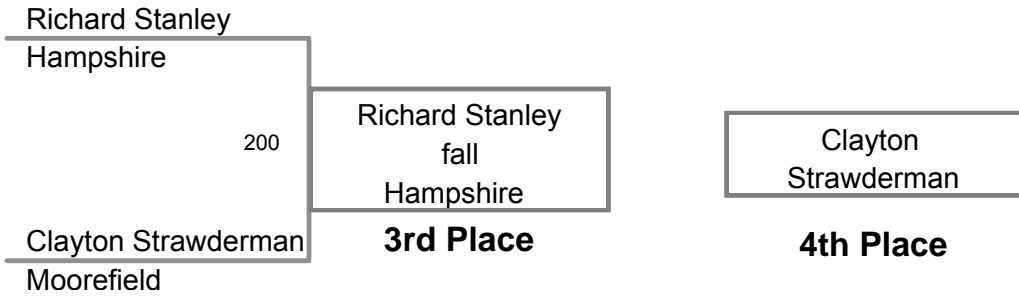 Richard Stanley
Hampshire
200
Richard Stanley
fall
Hampshire
3rd Place
Clayton
Strawderman
4th Place
Clayton Strawderman
Moorefield